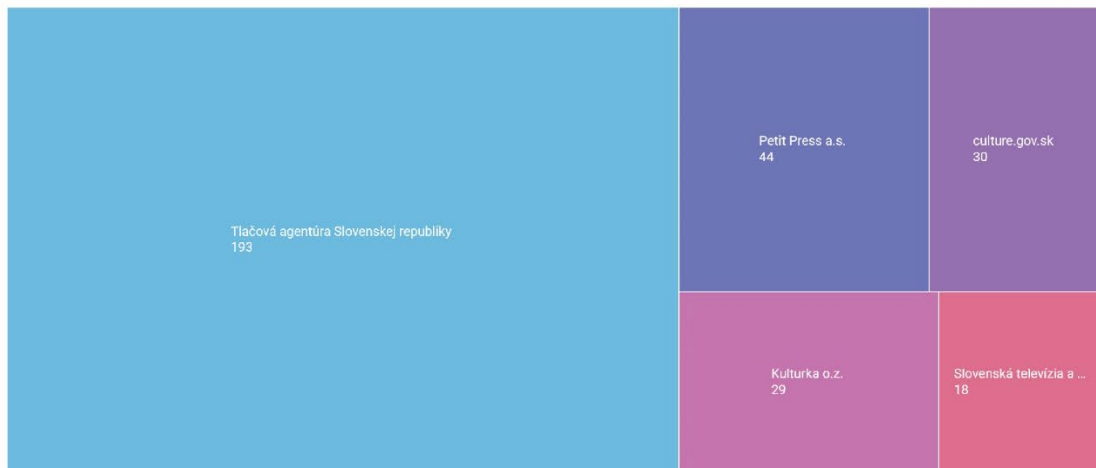 Tlačová agentúra Slovenskej republiky
193
Petit Press a.s.
44
culture.gov.sk
30
Kulturka o.z.
29
Slovenská televízia a ...
18